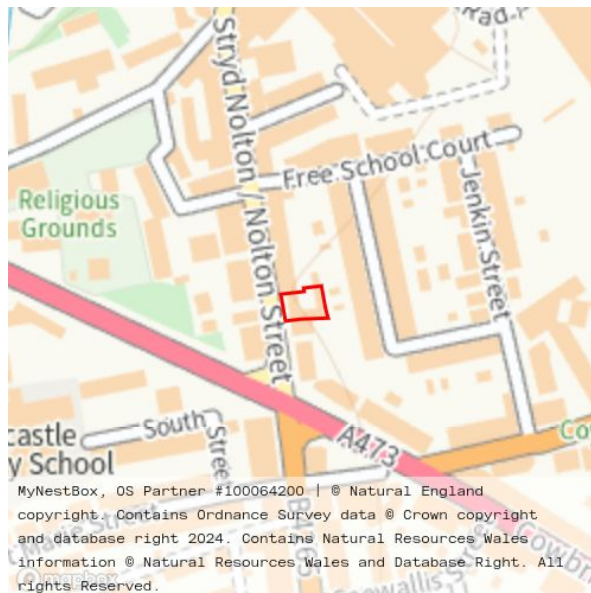 Stryd Nolton / Nolton Street
Free School Court
Jenkin Street
Religious
Grounds
South Street
castle
y School
A473
MyNestBox, OS Partner #100064200 | © Natural England
copyright. Contains Ordnance Survey data © Crown copyright
and database right 2024. Contains Natural Resources Wales
information © Natural Resources Wales and Database Right. All
rights Reserved.
© mapbox